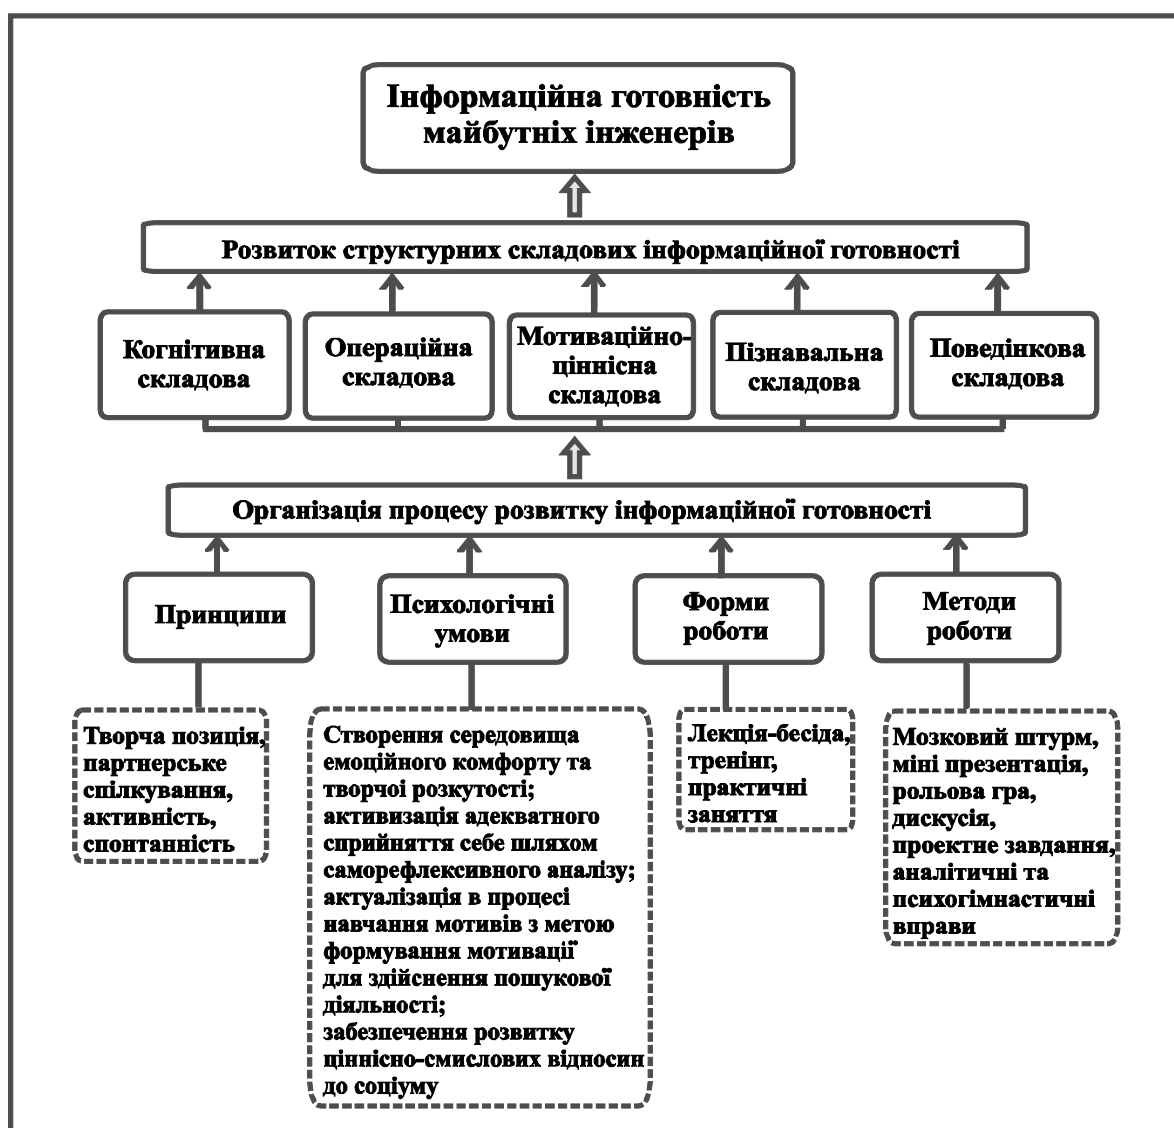 Інформаційна готовність
майбутніх інженерів
Розвиток структурних складових інформаційної готовності
Когнітивна
складова
Операційна
складова
Мотиваційно-
ціннісна
складова
Пізнавальна
складова
Поведінкова
складова
Організація процесу розвитку інформаційної готовності
Принципи
Психологічні
умови
Форми
роботи
Методи
роботи
Творча позиція,
партнерське
спілкування,
активність,
спонтанність
Створення середовища
емоційного комфорту та
творчоі розкутості;
активизація адекватного
сприйняття себе шляхом
саморефлексивного аналізу;
актуалізація в процесі
навчання мотивів з метою
формування мотивації
для здійснення пошукової
діяльності;
забезпечення розвитку
ціннісно-смислових відносин
до соціуму
Лекція-бесіда,
тренінг,
практичні
заняття
Мозковий штурм,
міні презентація,
рольова гра,
дискусія,
проектне завдання,
аналітичні та
психогімнастичні
вправи